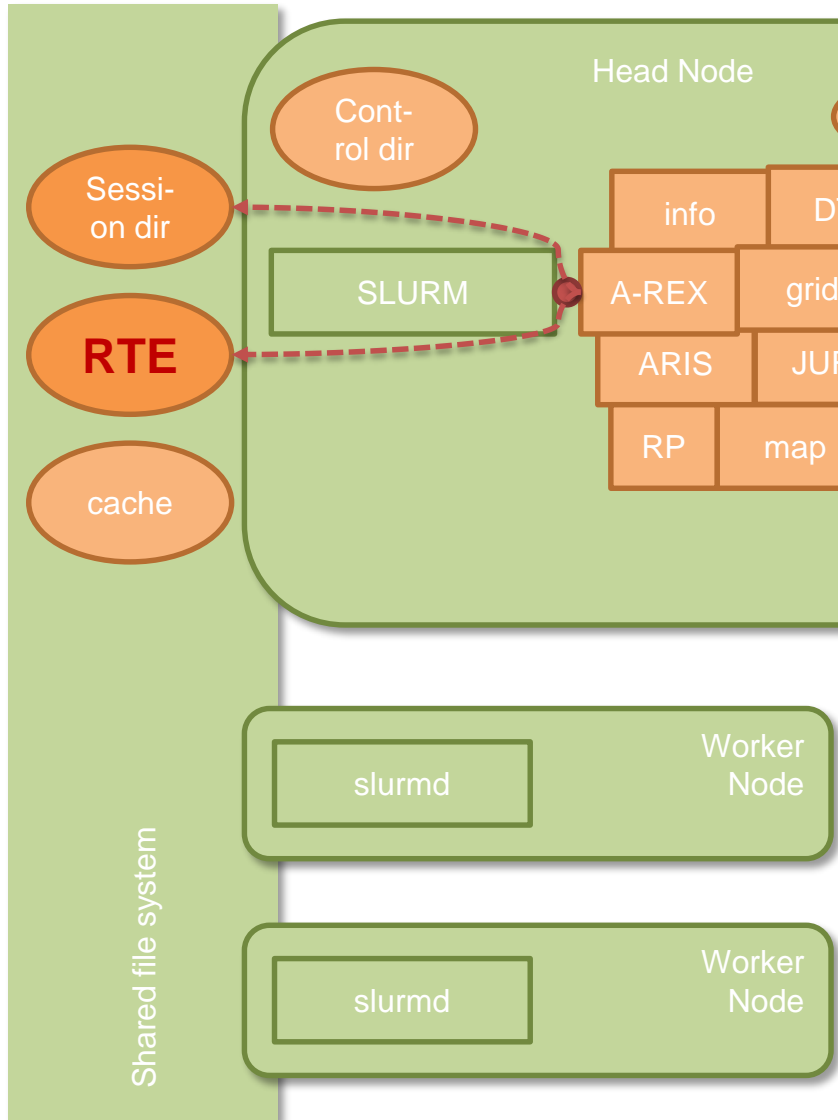 Head Node
Cont-
rol dir
Sessi-
on dir
info
SLURM
A-REX
grid
RTE
ARIS
RP
map
cache
Worker
Node
slurmd
Shared file system
Worker
Node
slurmd